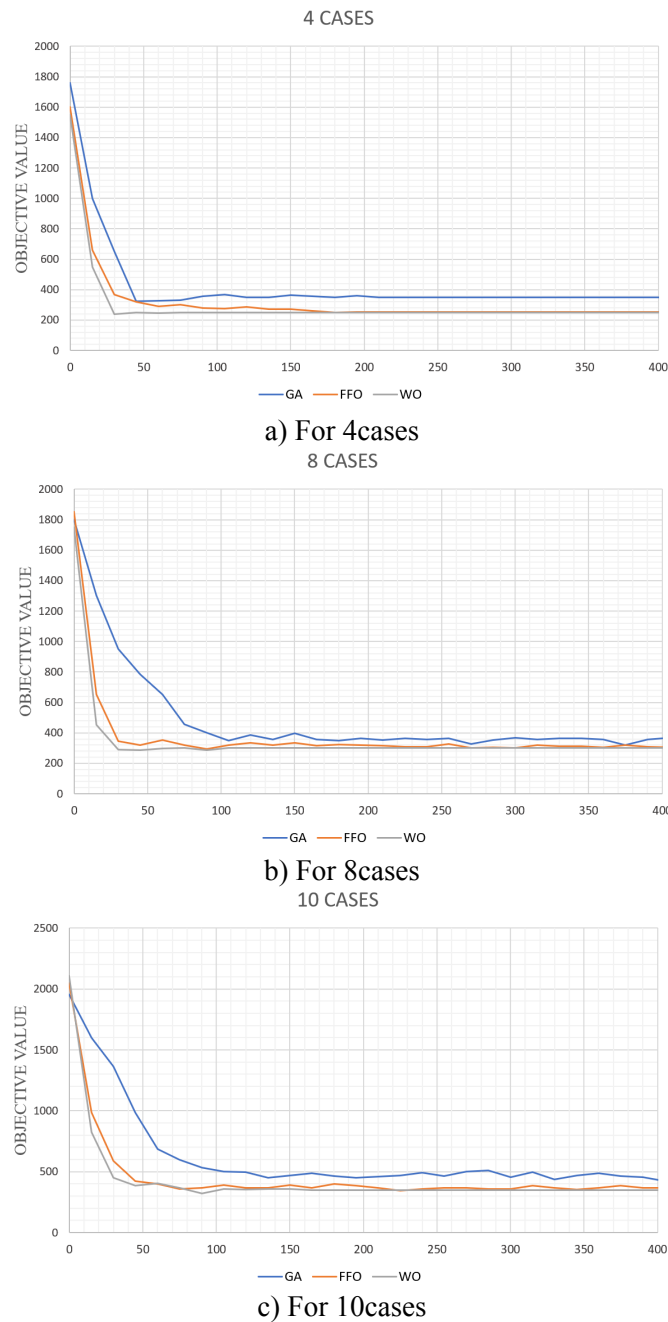 4 CASES
2000
1800
1600
1400
1200
1000
800
600
400
200
0
OBJECTIVE VALUE
0 50 100 150 200 250 300 350 400
GA FFO WO
a) For 4cases
8 CASES
2000
1800
1600
1400
1200
1000
800
600
400
200
0
OBJECTIVE VALUE
0 50 100 150 200 250 300 350 400
GA FFO WO
b) For 8cases
10 CASES
2500
2000
1500
1000
500
0
OBJECTIVE VALUE
0 50 100 150 200 250 300 350 400
GA FFO WO
c) For 10cases